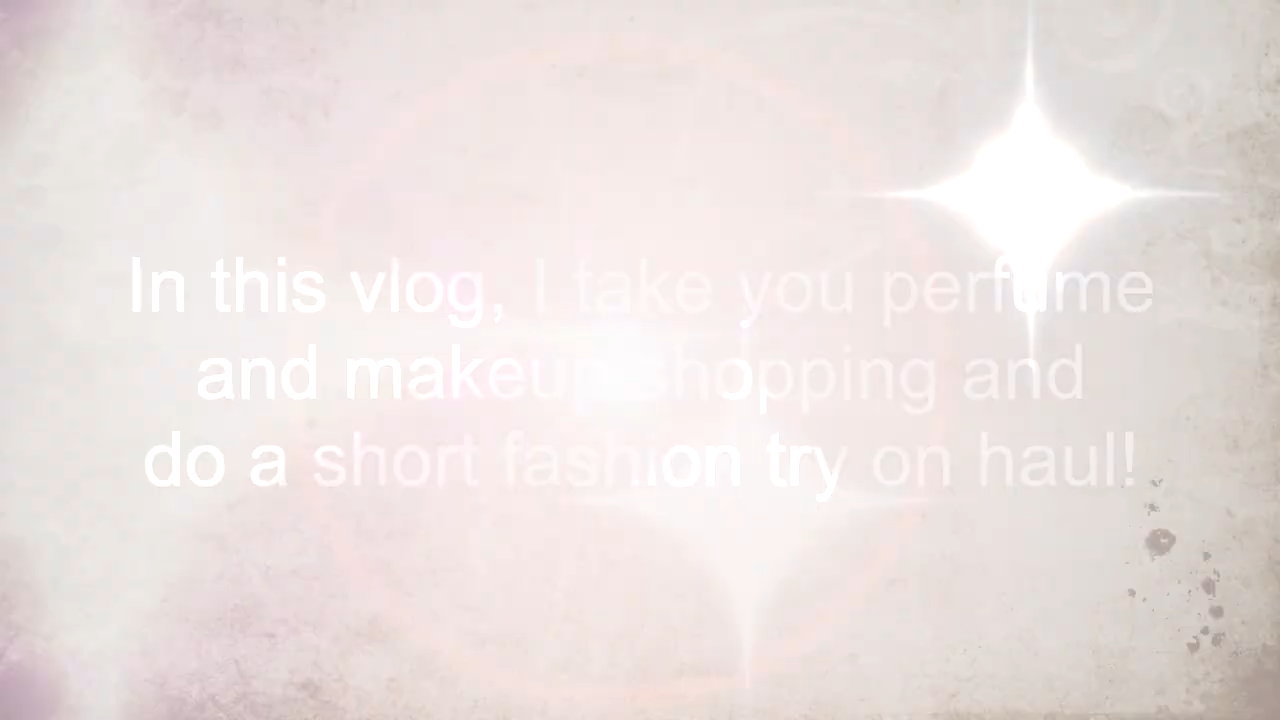 In this vlog, I take you perfume
and makeup shopping and
do a short fashion try on haul!